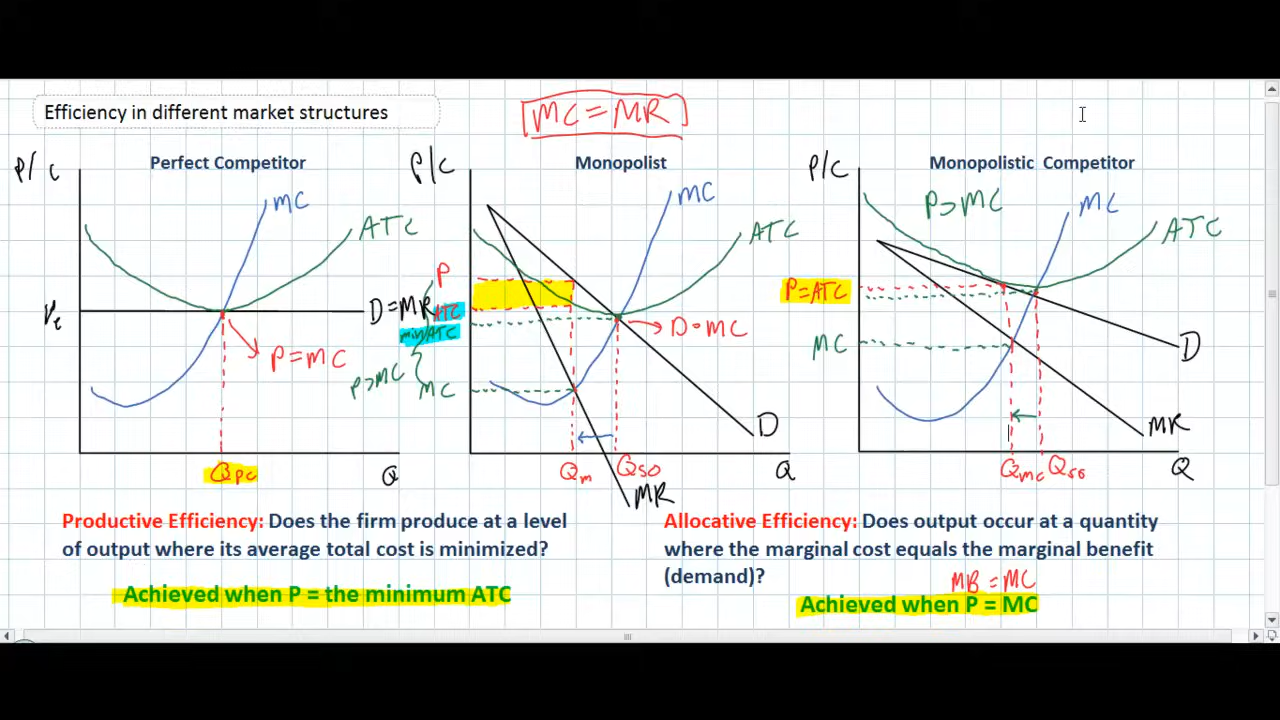 Efficiency in different market structures
MC = MR
P/C
Perfect Competitor
MC
ATC
D=MR
P=MC
QPC
Q
P/C
Monopolist
MC
ATC
P
ATC
min ATC
P>MC
MC
D=MC
D
Qm
Qso
MR
Q
P/C
Monopolistic Competitor
P>MC
MC
ATC
P=ATC
MC
D
MR
Qmc
Qso
Q
Productive Efficiency: Does the firm produce at a level
of output where its average total cost is minimized?
Achieved when P = the minimum ATC
Allocative Efficiency: Does output occur at a quantity
where the marginal cost equals the marginal benefit
(demand)?
MB = MC
Achieved when P = MC